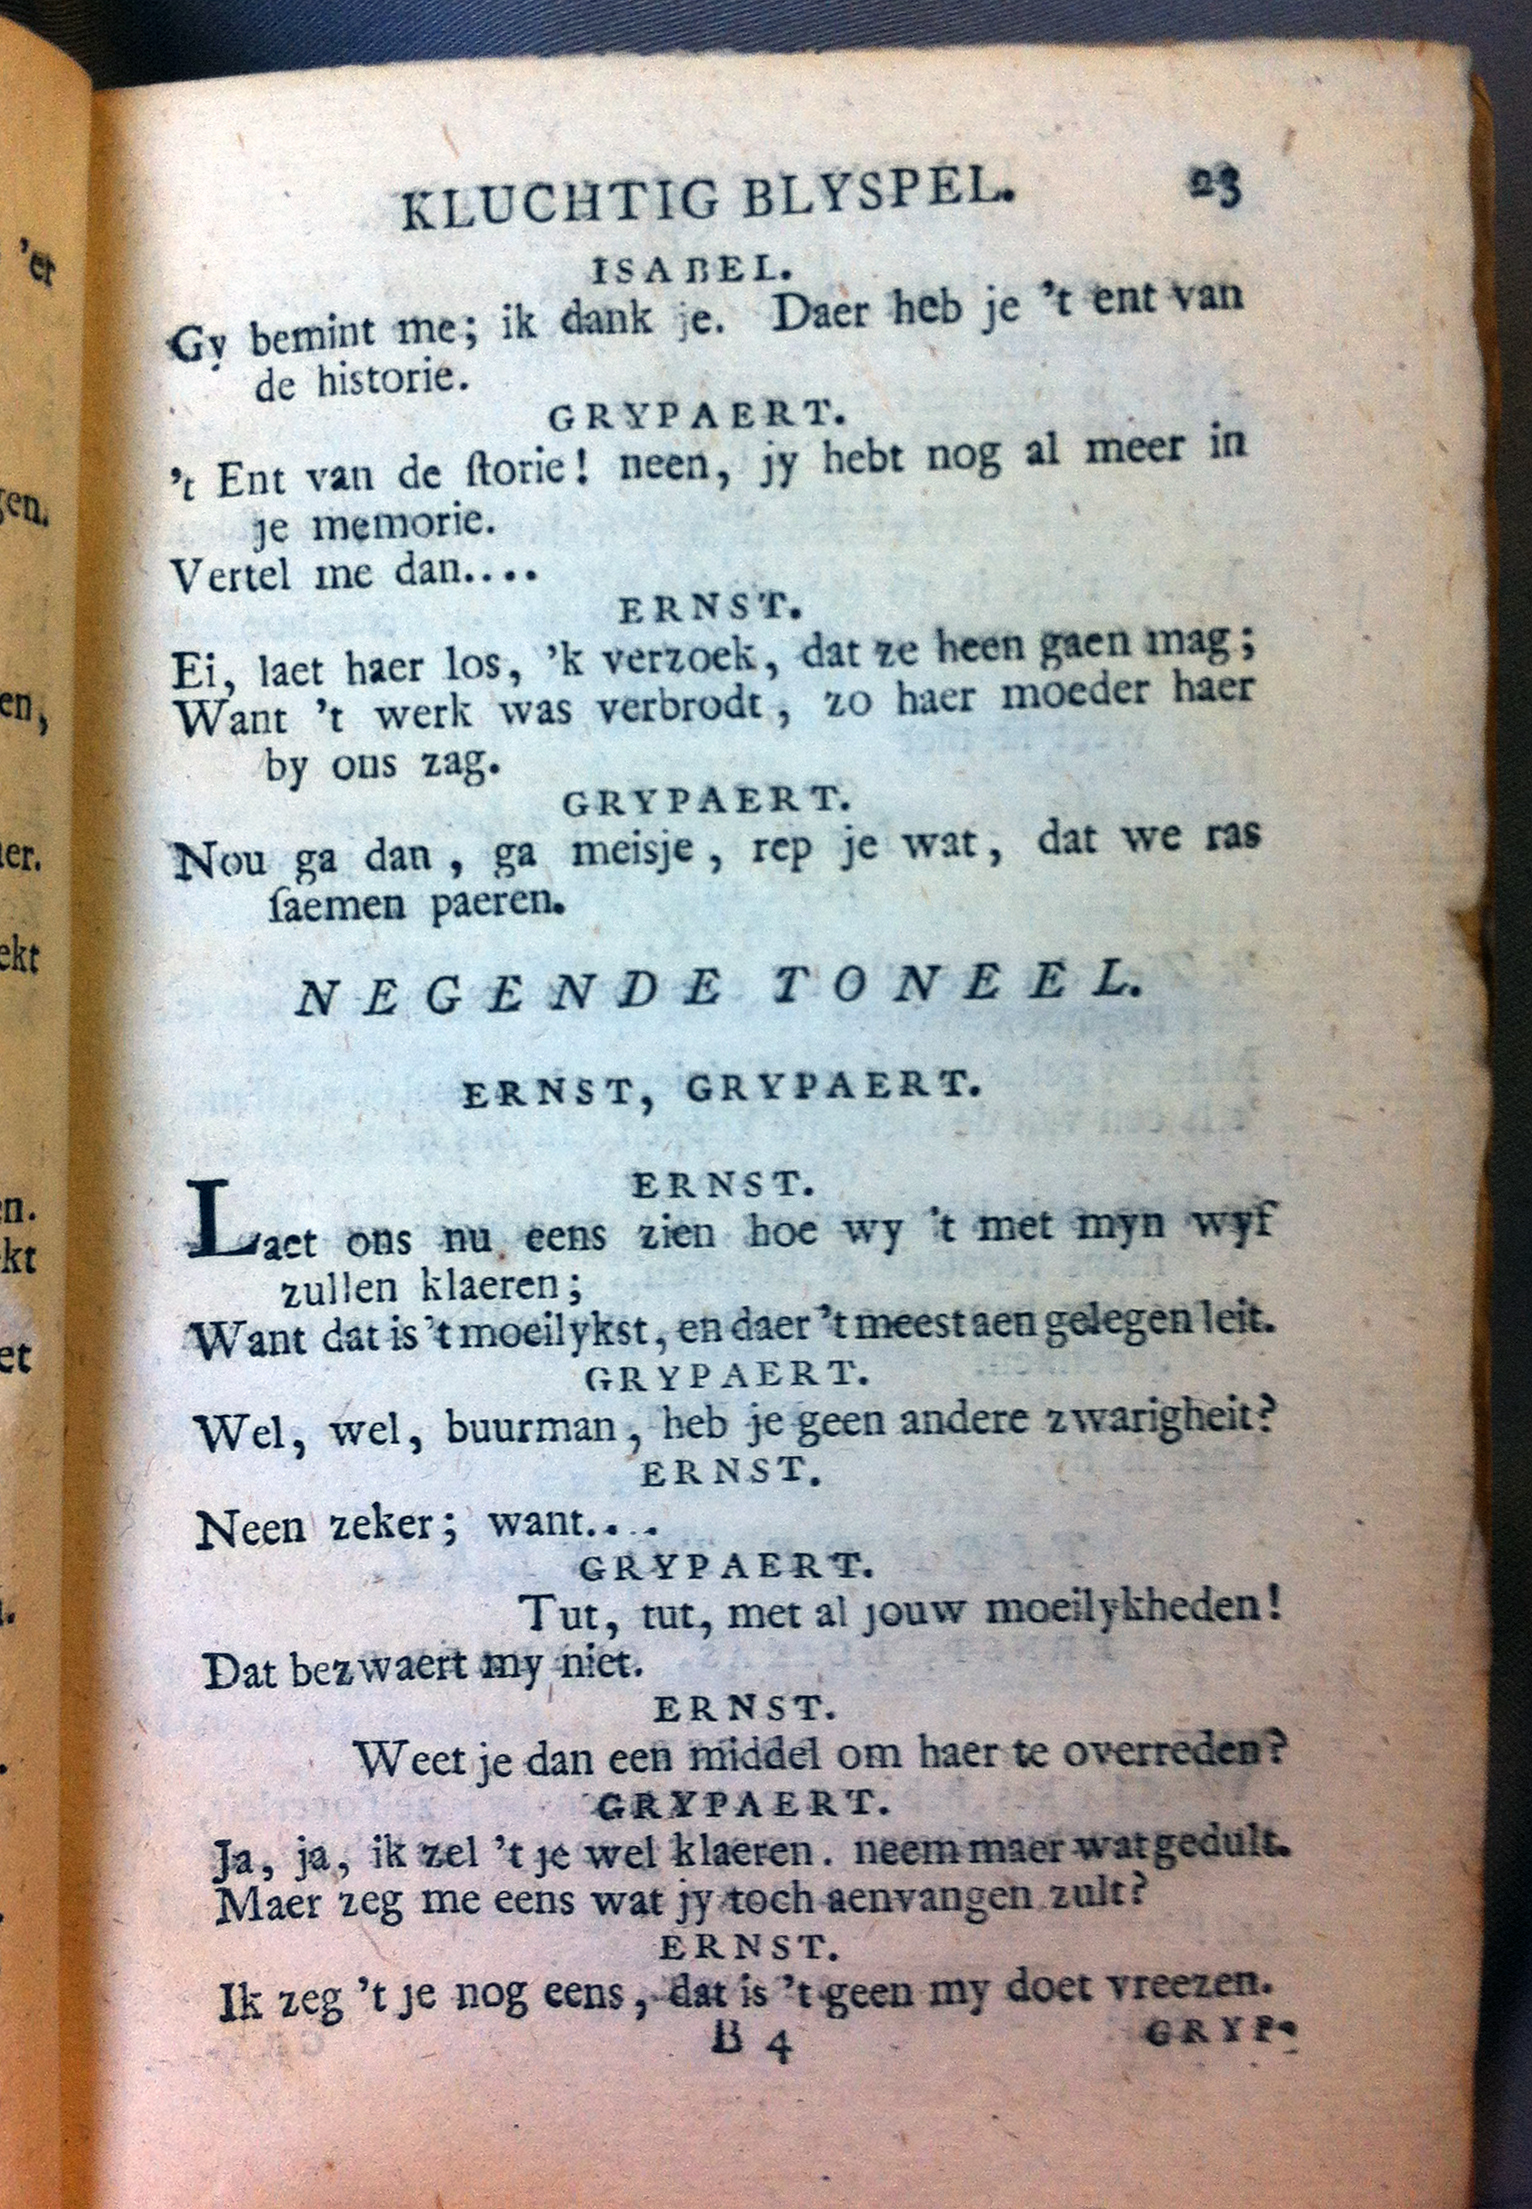 KLUCHTIG BLYSPEL. 23
ISABEL.
Gy bemint me; ik dank je. Daer heb je 't ent van
de historie.
GRYPAERT.
't Ent van de ſtorie! neen, jy hebt nog al meer in
je memorie.
Vertel me dan....
ERNST.
Ei, laet haer los, 'k verzoek, dat ze heen gaen mag;
Want 't werk was verbrodt, zo haer moeder haer
by ons zag.
GRYPAERT.
Nou ga dan, ga meisje, rep je wat, dat we ras
ſaemen paeren.
NEGENDE TONEEL.
ERNST, GRYPAERT.
ERNST.
Laet ons nu eens zien hoe wy 't met myn wyf
zullen klaeren;
Want dat is 't moeilykst, en daer 't meest aen gelegen leit.
GRYPAERT.
Wel, wel, buurman, heb je geen andere zwarigheit?
ERNST.
Neen zeker; want....
GRYPAERT.
Tut, tut, met al jouw moeilykheden!
Dat bezwaert my niet.
ERNST.
Weet je dan een middel om haer te overreden?
GRYPAERT.
Ja, ja, ik zel 't je wel klaeren. neem maer wat gedult.
Maer zeg me eens wat jy toch aenvangen zult?
ERNST.
Ik zeg 't je nog eens, dat is 't geen my doet vreezen.
B 4 GRYP.
'er
gen.
en,
er.
ekt
en.
kt
et